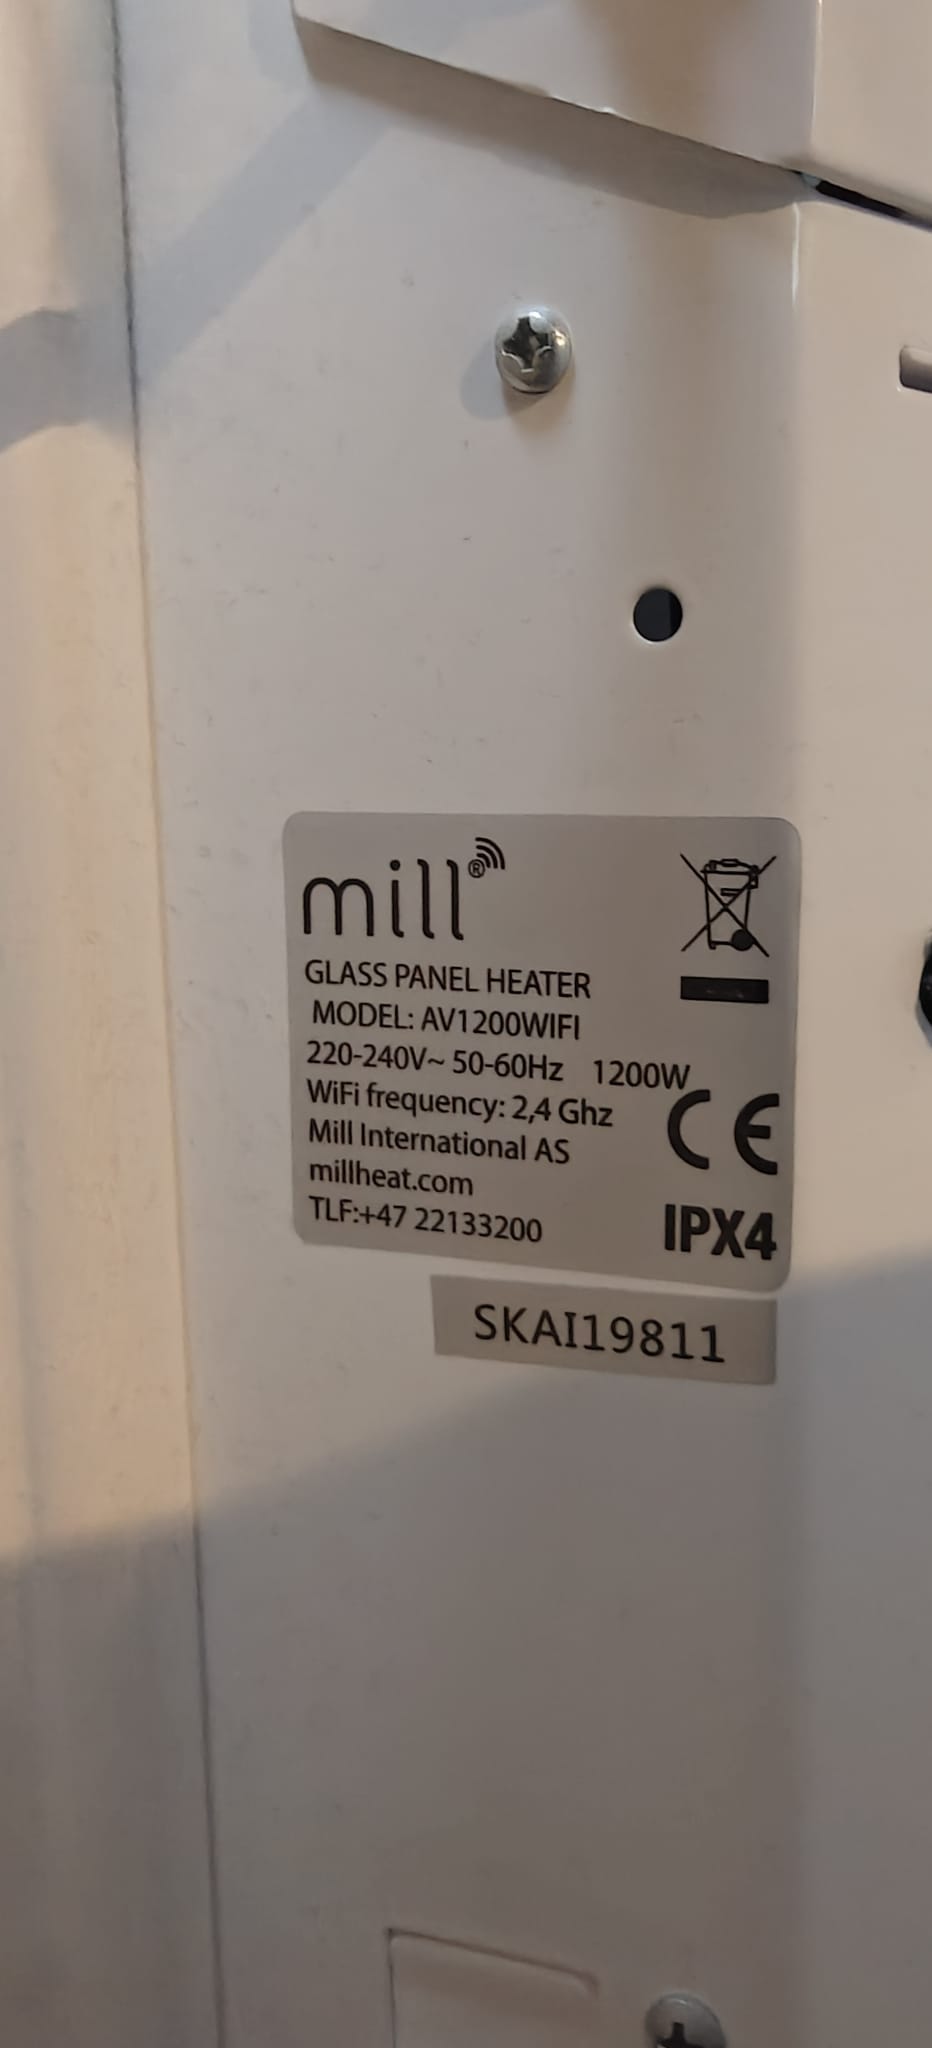 mill®
GLASS PANEL HEATER
MODEL: AV1200WIFI
220-240V~ 50-60Hz 1200W
WiFi frequency: 2,4 Ghz
Mill International AS
millheat.com
TLF:+47 22133200
CE
IPX4
SKAI19811